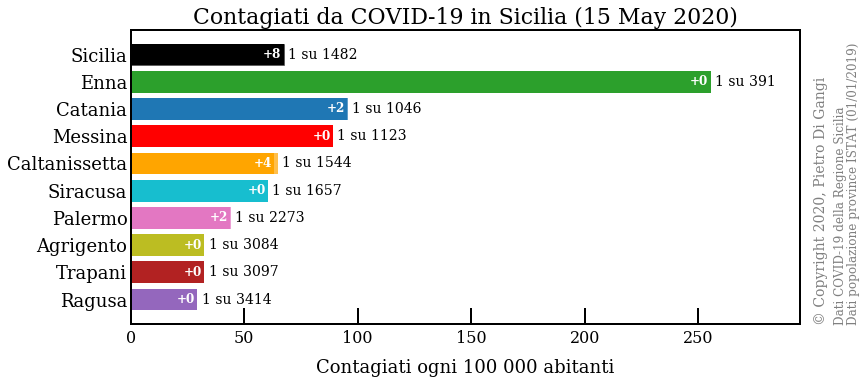 Contagiati da COVID-19 in Sicilia (15 May 2020)
Sicilia +8 1 su 1482
Enna +0 1 su 391
Catania +2 1 su 1046
Messina +0 1 su 1123
Caltanissetta +4 1 su 1544
Siracusa +0 1 su 1657
Palermo +2 1 su 2273
Agrigento +0 1 su 3084
Trapani +0 1 su 3097
Ragusa +0 1 su 3414
0 50 100 150 200 250
Contagiati ogni 100 000 abitanti
© Copyright 2020, Pietro Di Gangi
Dati COVID-19 della Regione Sicilia
Dati popolazione province ISTAT (01/01/2019)